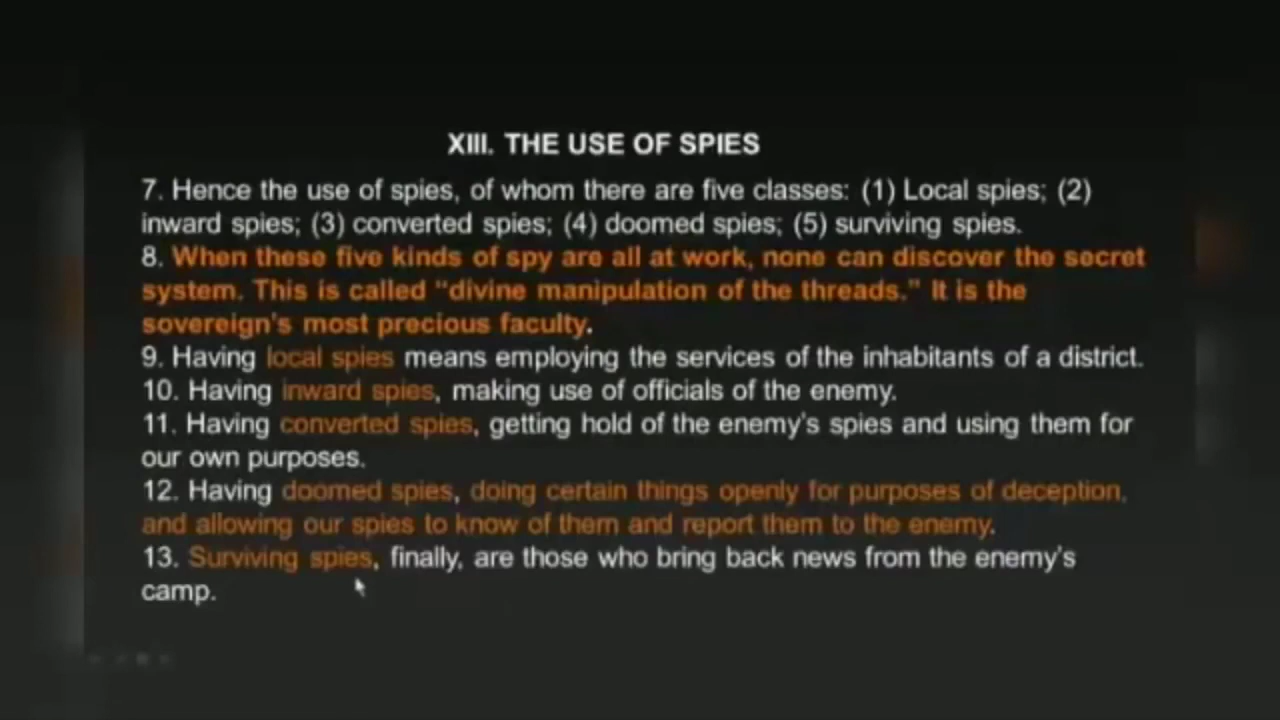 XIII. THE USE OF SPIES
7. Hence the use of spies, of whom there are five classes: (1) Local spies; (2)
inward spies; (3) converted spies; (4) doomed spies; (5) surviving spies.
8. When these five kinds of spy are all at work, none can discover the secret
system. This is called “divine manipulation of the threads.” It is the
sovereign's most precious faculty.
9. Having local spies means employing the services of the inhabitants of a district.
10. Having inward spies, making use of officials of the enemy.
11. Having converted spies, getting hold of the enemy's spies and using them for
our own purposes.
12. Having doomed spies, doing certain things openly for purposes of deception,
and allowing our spies to know of them and report them to the enemy.
13. Surviving spies, finally, are those who bring back news from the enemy's
camp.